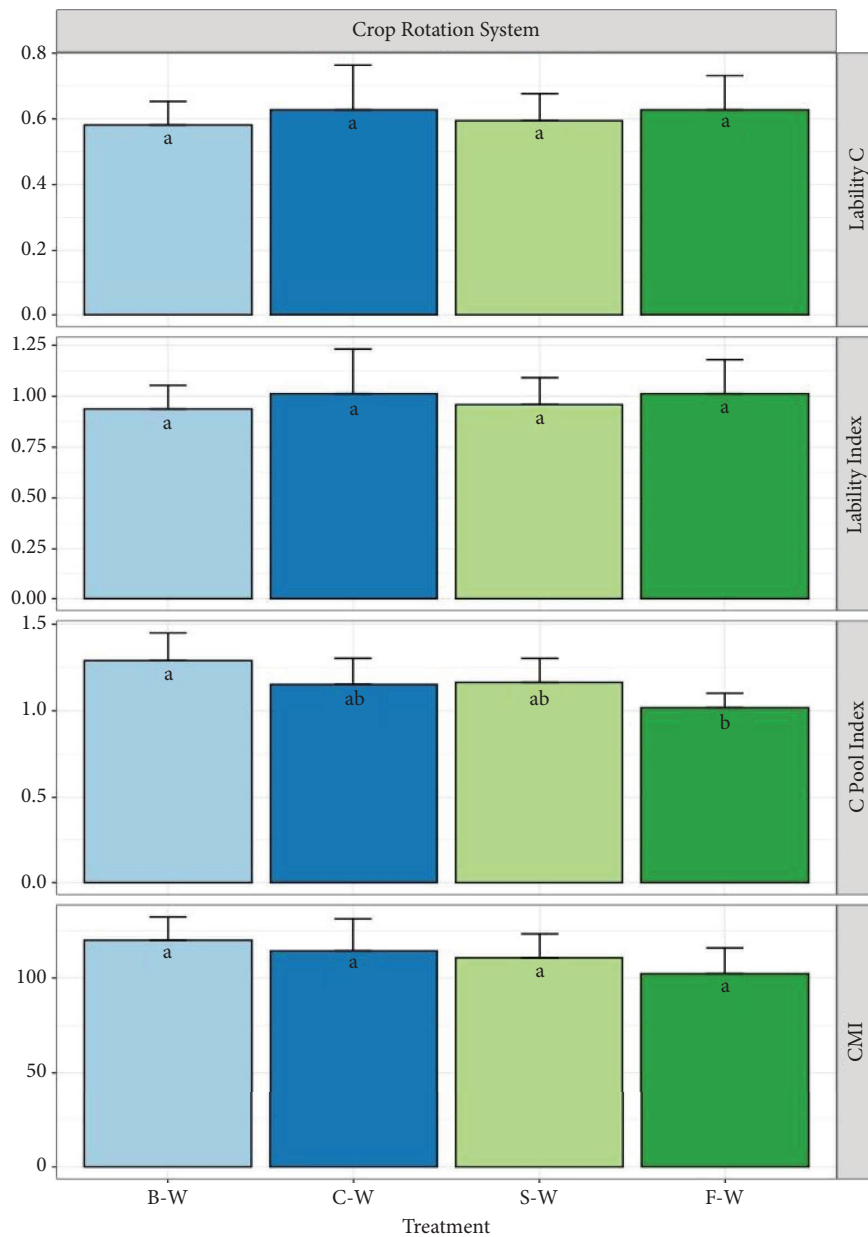 Crop Rotation System
0.8
0.6
0.4
0.2
0.0
a
a
a
a
Lability C
1.25
1.00
0.75
0.50
0.25
0.00
a
a
a
a
Lability Index
1.5
1.0
0.5
0.0
a
ab
ab
b
C Pool Index
100
50
0
a
a
a
a
CMI
B-W C-W S-W F-W
Treatment